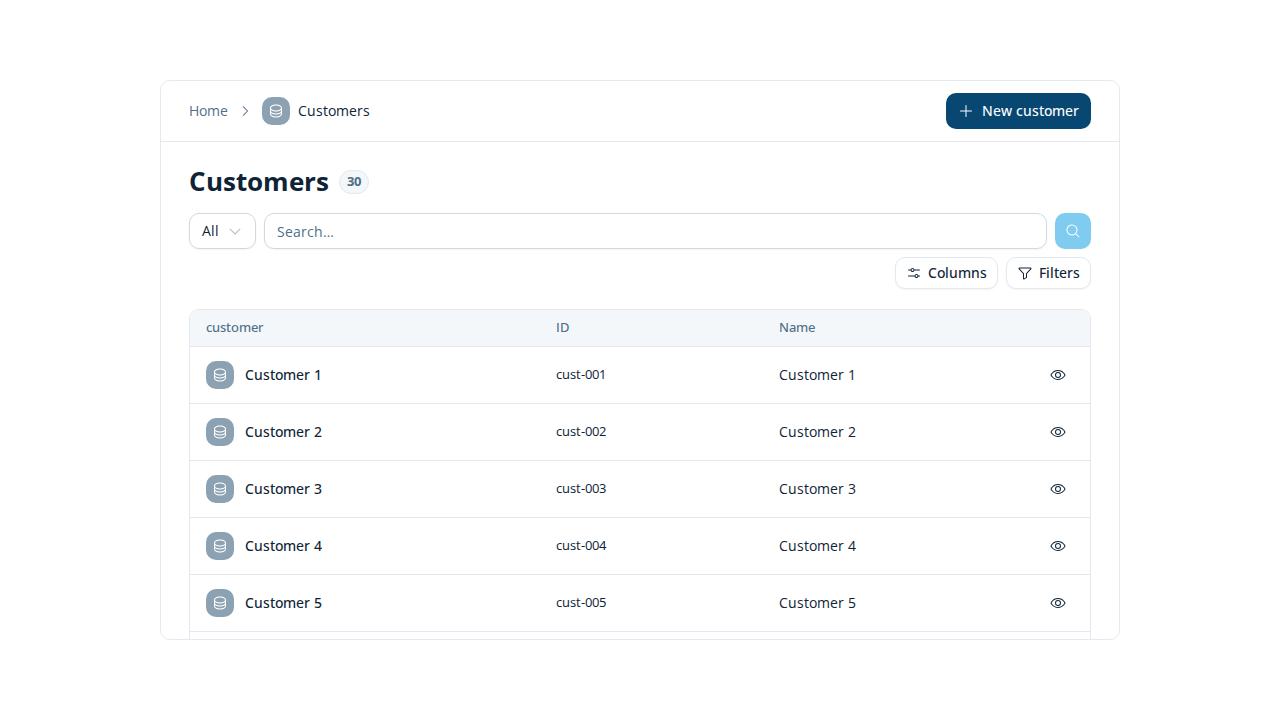 Home Customers New customer
Customers 30
All Search...
Columns Filters
customer ID Name
Customer 1 cust-001 Customer 1
Customer 2 cust-002 Customer 2
Customer 3 cust-003 Customer 3
Customer 4 cust-004 Customer 4
Customer 5 cust-005 Customer 5